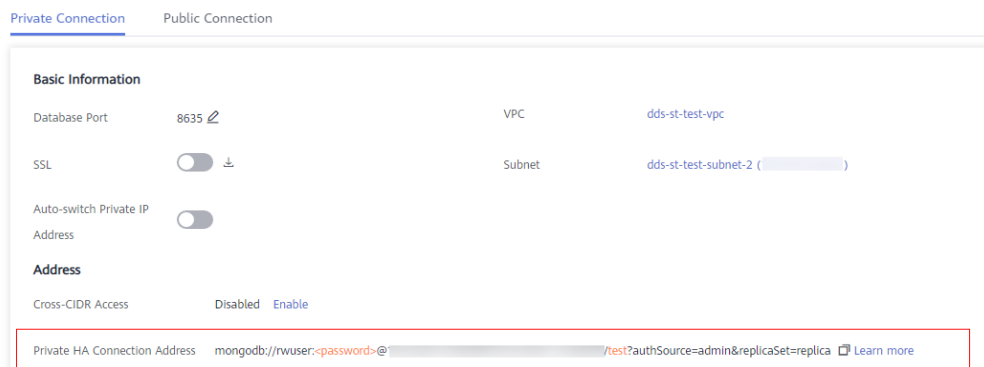 Private Connection Public Connection
Basic Information
Database Port 8635 VPC dds-st-test-vpc
SSL Subnet dds-st-test-subnet-2 ( )
Auto-switch Private IP
Address
Address
Cross-CIDR Access Disabled Enable
Private HA Connection Address mongodb://rwuser:<password>@ /test?authSource=admin&replicaSet=replica Learn more